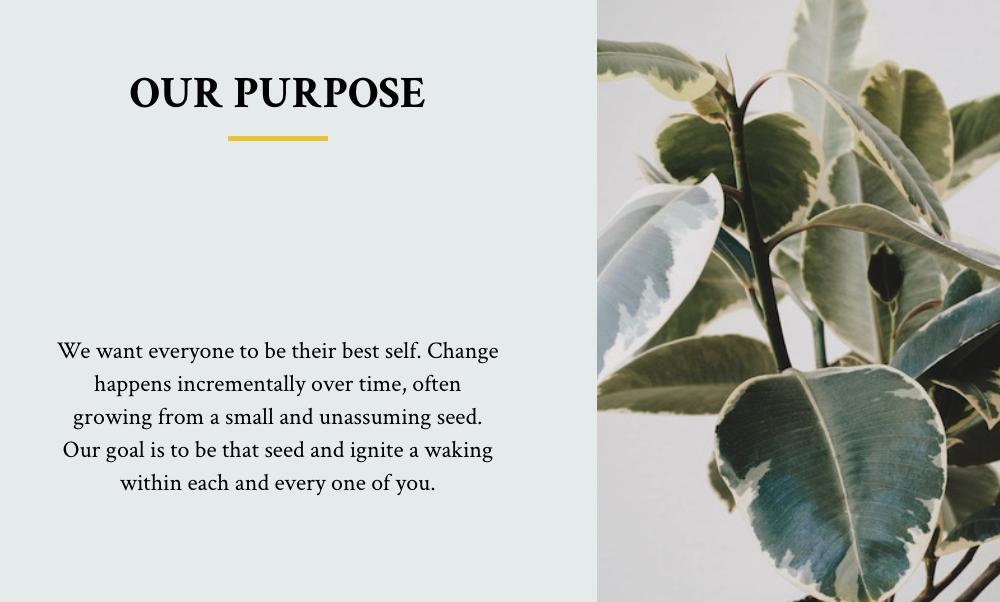 OUR PURPOSE
We want everyone to be their best self. Change
happens incrementally over time, often
growing from a small and unassuming seed.
Our goal is to be that seed and ignite a waking
within each and every one of you.